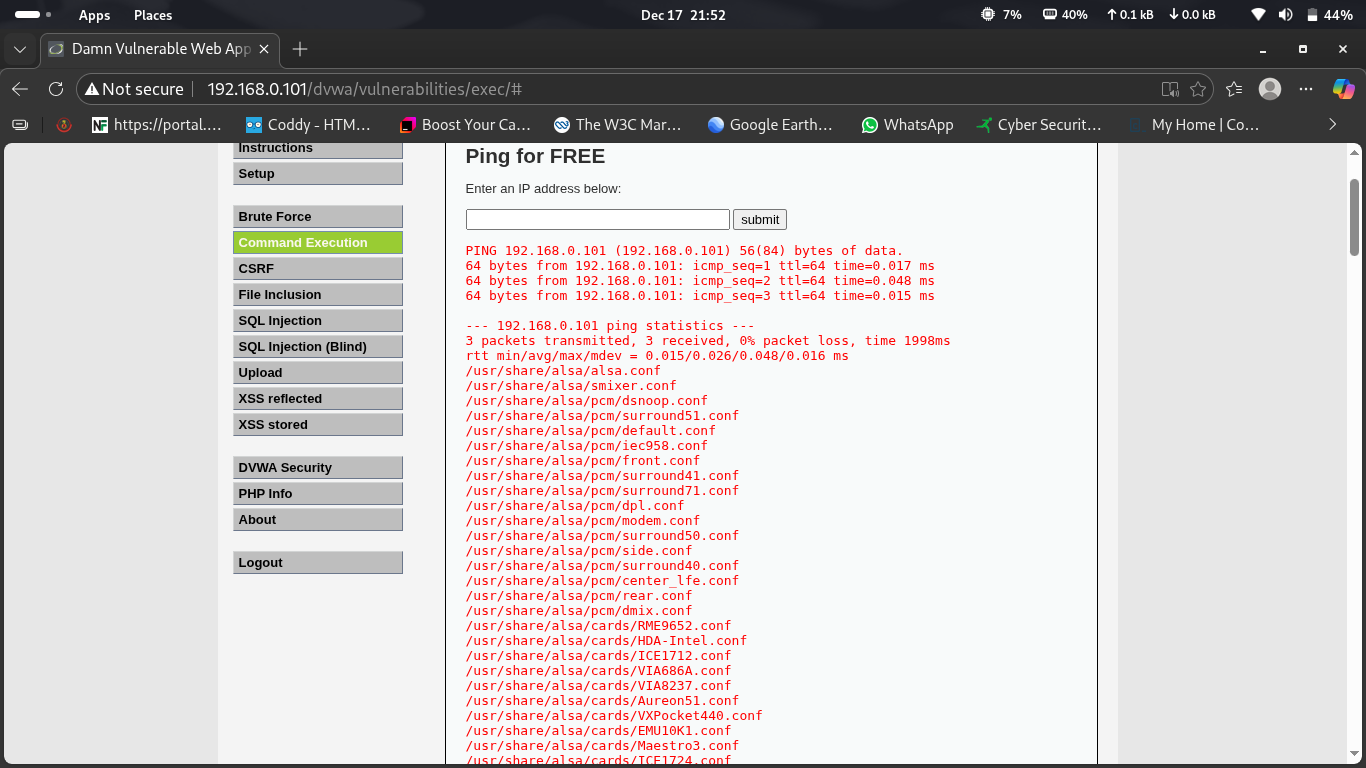 Apps Places Dec 17 21:52 7% 40% 0.1 kB 0.0 kB 44%
Damn Vulnerable Web App
Not secure 192.168.0.101/dvwa/vulnerabilities/exec/#
https://portal.... Coddy - HTM... Boost Your Ca... The W3C Mar... Google Earth... WhatsApp Cyber Securit... My Home | Co...
Instructions
Setup
Brute Force
Command Execution
CSRF
File Inclusion
SQL Injection
SQL Injection (Blind)
Upload
XSS reflected
XSS stored
DVWA Security
PHP Info
About
Logout
Ping for FREE
Enter an IP address below:
submit
PING 192.168.0.101 (192.168.0.101) 56(84) bytes of data.
64 bytes from 192.168.0.101: icmp_seq=1 ttl=64 time=0.017 ms
64 bytes from 192.168.0.101: icmp_seq=2 ttl=64 time=0.048 ms
64 bytes from 192.168.0.101: icmp_seq=3 ttl=64 time=0.015 ms
--- 192.168.0.101 ping statistics ---
3 packets transmitted, 3 received, 0% packet loss, time 1998ms
rtt min/avg/max/mdev = 0.015/0.026/0.048/0.016 ms
/usr/share/alsa/alsa.conf
/usr/share/alsa/smixer.conf
/usr/share/alsa/pcm/dsnoop.conf
/usr/share/alsa/pcm/surround51.conf
/usr/share/alsa/pcm/default.conf
/usr/share/alsa/pcm/iec958.conf
/usr/share/alsa/pcm/front.conf
/usr/share/alsa/pcm/surround41.conf
/usr/share/alsa/pcm/surround71.conf
/usr/share/alsa/pcm/dpl.conf
/usr/share/alsa/pcm/modem.conf
/usr/share/alsa/pcm/surround50.conf
/usr/share/alsa/pcm/side.conf
/usr/share/alsa/pcm/surround40.conf
/usr/share/alsa/pcm/center_lfe.conf
/usr/share/alsa/pcm/rear.conf
/usr/share/alsa/pcm/dmix.conf
/usr/share/alsa/cards/RME9652.conf
/usr/share/alsa/cards/HDA-Intel.conf
/usr/share/alsa/cards/ICE1712.conf
/usr/share/alsa/cards/VIA686A.conf
/usr/share/alsa/cards/VIA8237.conf
/usr/share/alsa/cards/Aureon51.conf
/usr/share/alsa/cards/VXPocket440.conf
/usr/share/alsa/cards/EMU10K1.conf
/usr/share/alsa/cards/Maestro3.conf
/usr/share/alsa/cards/ICE1724.conf